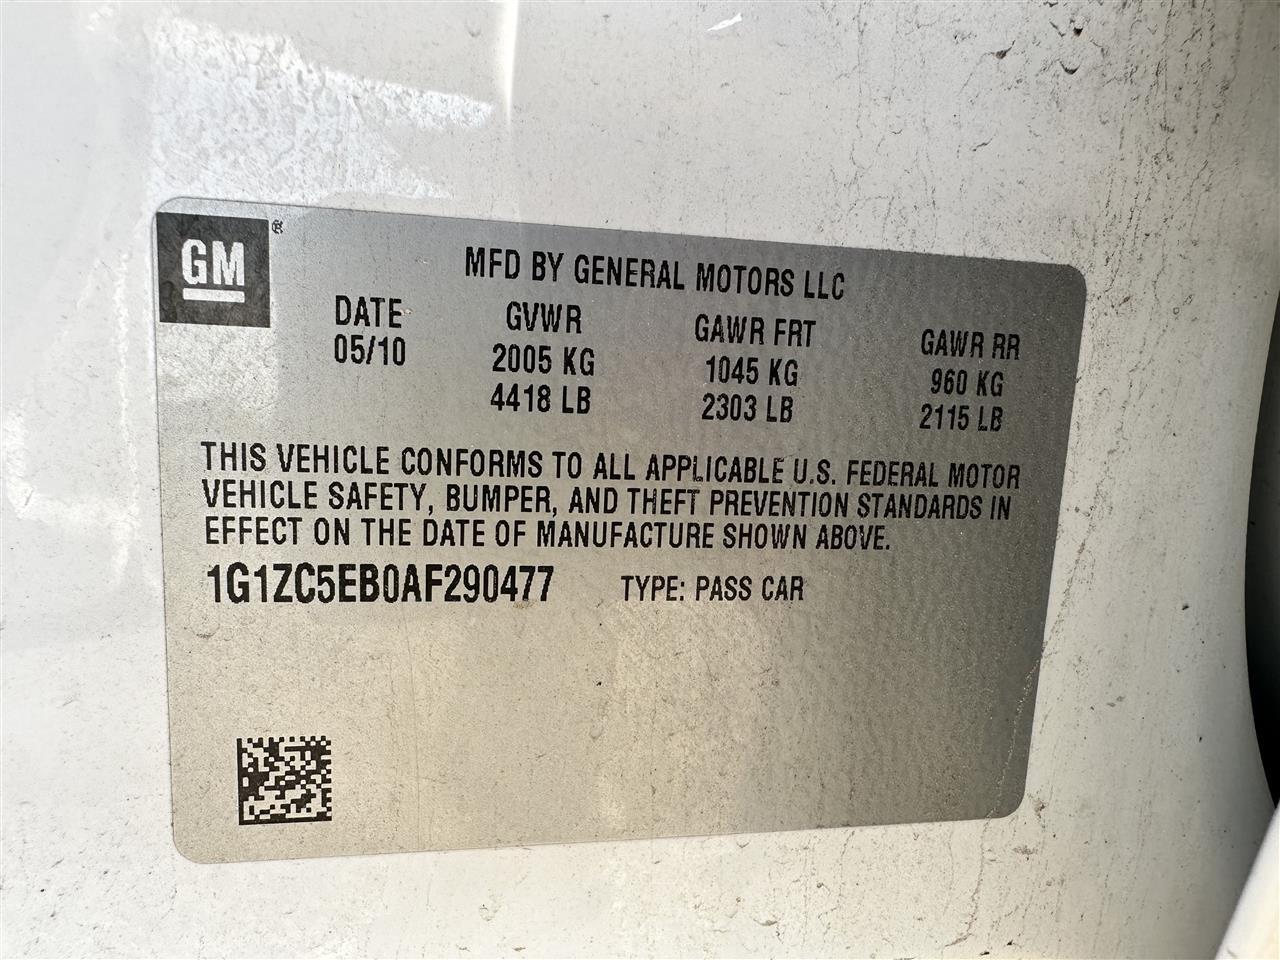 GM
MFD BY GENERAL MOTORS LLC
DATE GVWR GAWR FRT GAWR RR
05/10 2005 KG 1045 KG 960 KG
4418 LB 2303 LB 2115 LB
THIS VEHICLE CONFORMS TO ALL APPLICABLE U.S. FEDERAL MOTOR
VEHICLE SAFETY, BUMPER, AND THEFT PREVENTION STANDARDS IN
EFFECT ON THE DATE OF MANUFACTURE SHOWN ABOVE.
1G1ZC5EB0AF290477 TYPE: PASS CAR